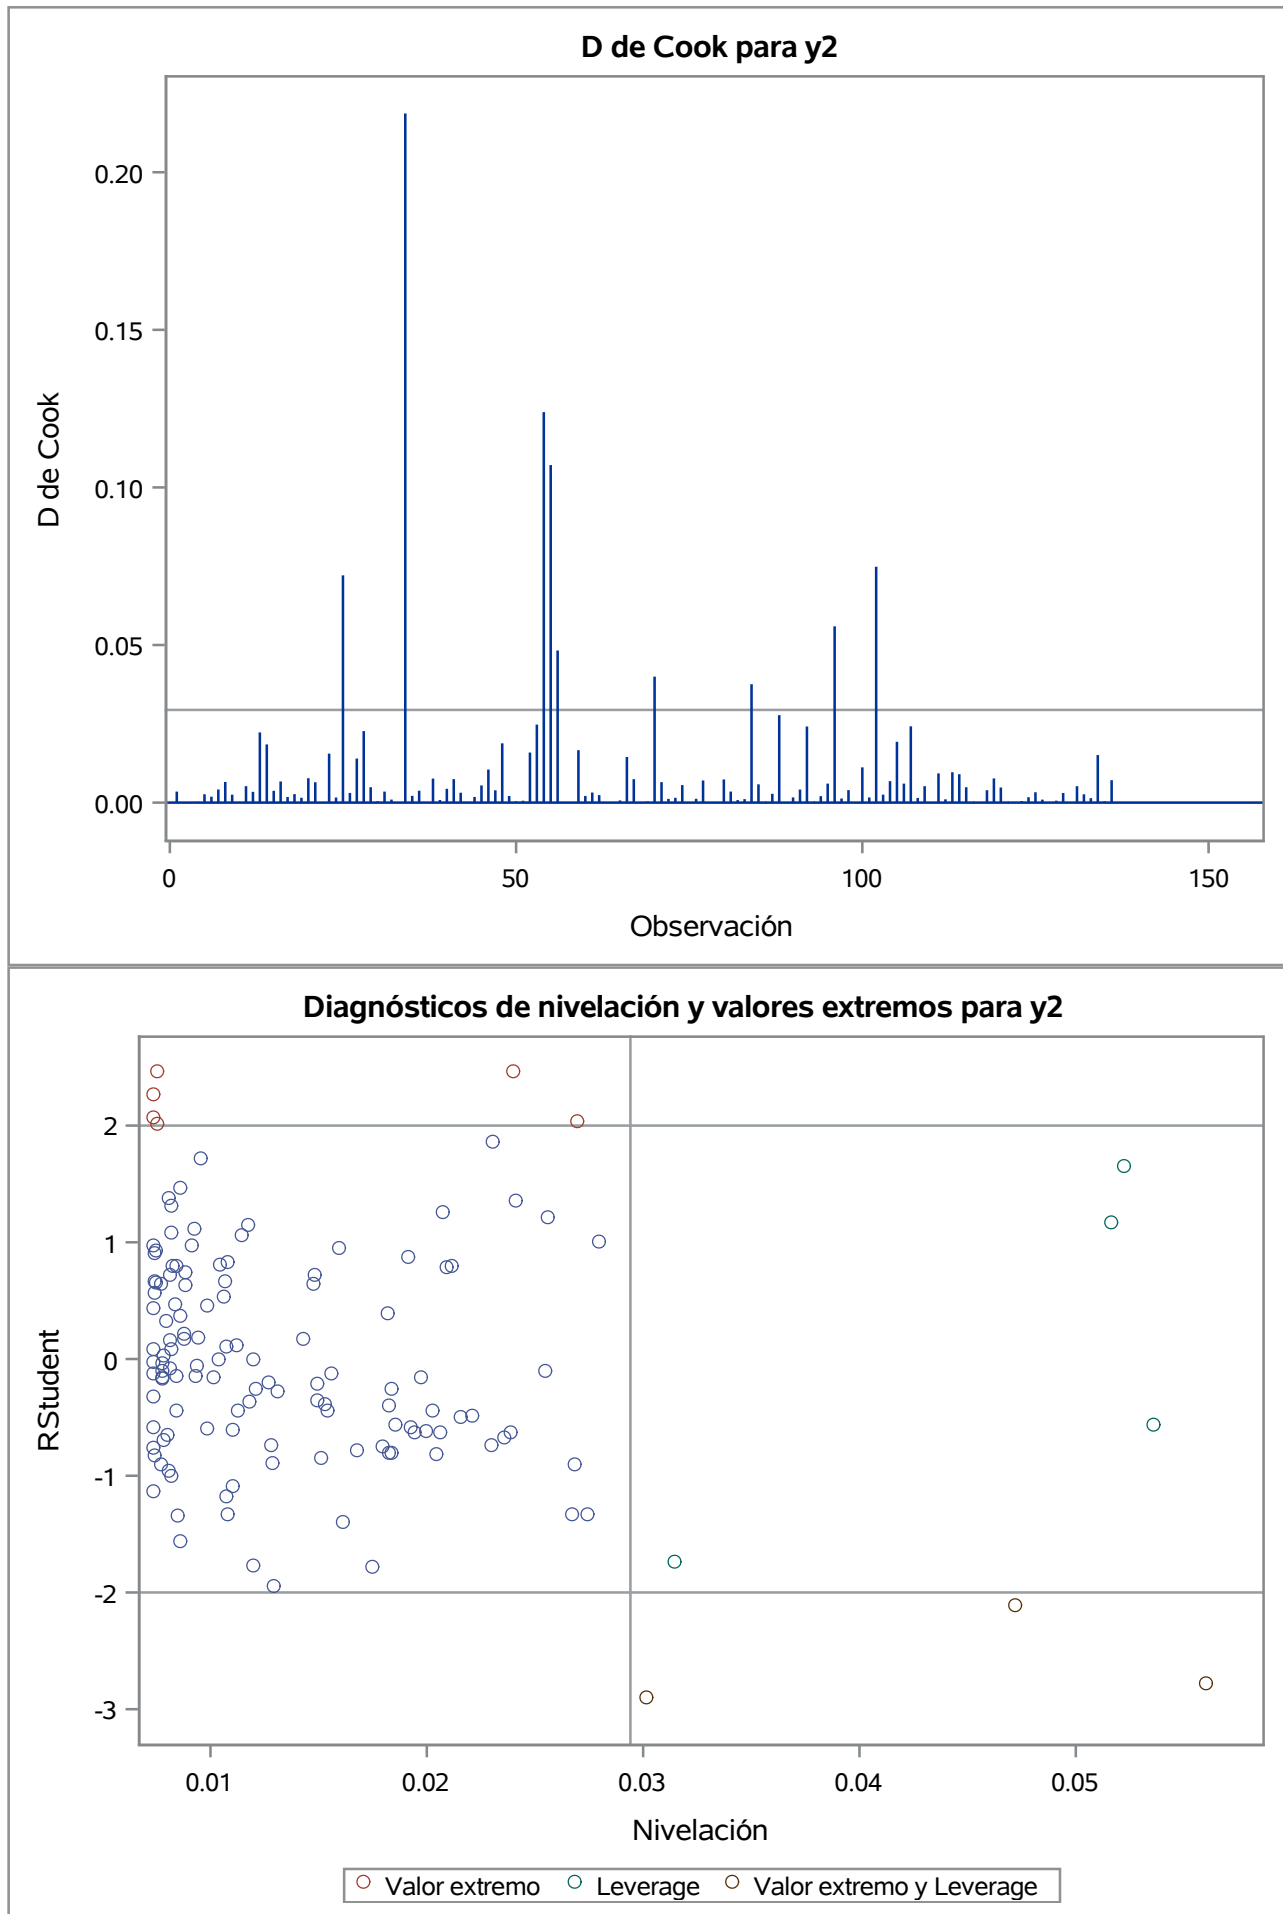 D de Cook para y2
0.20
0.15
0.10
0.05
0.00
D de Cook
0 50 100 150
Observación
Diagnósticos de nivelación y valores extremos para y2
2
1
0
-1
-2
-3
RStudent
0.01 0.02 0.03 0.04 0.05
Nivelación
Valor extremo Leverage Valor extremo y Leverage